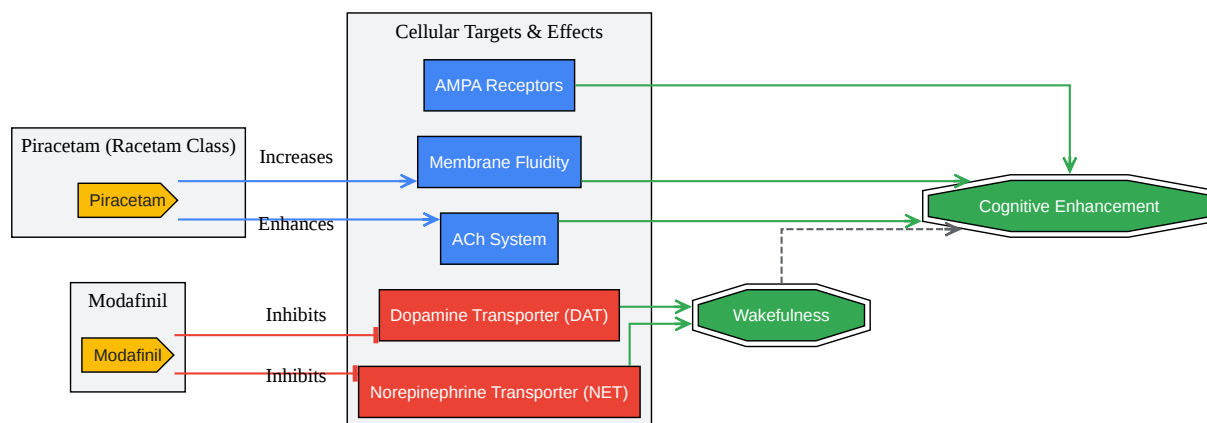 Cellular Targets & Effects
AMPA Receptors
Piracetam (Racetam Class)
Increases
Membrane Fluidity
Piracetam
Cognitive Enhancement
Enhances
ACh System
Modafinil
Inhibits
Dopamine Transporter (DAT)
Wakefulness
Modafinil
Inhibits
Norepinephrine Transporter (NET)